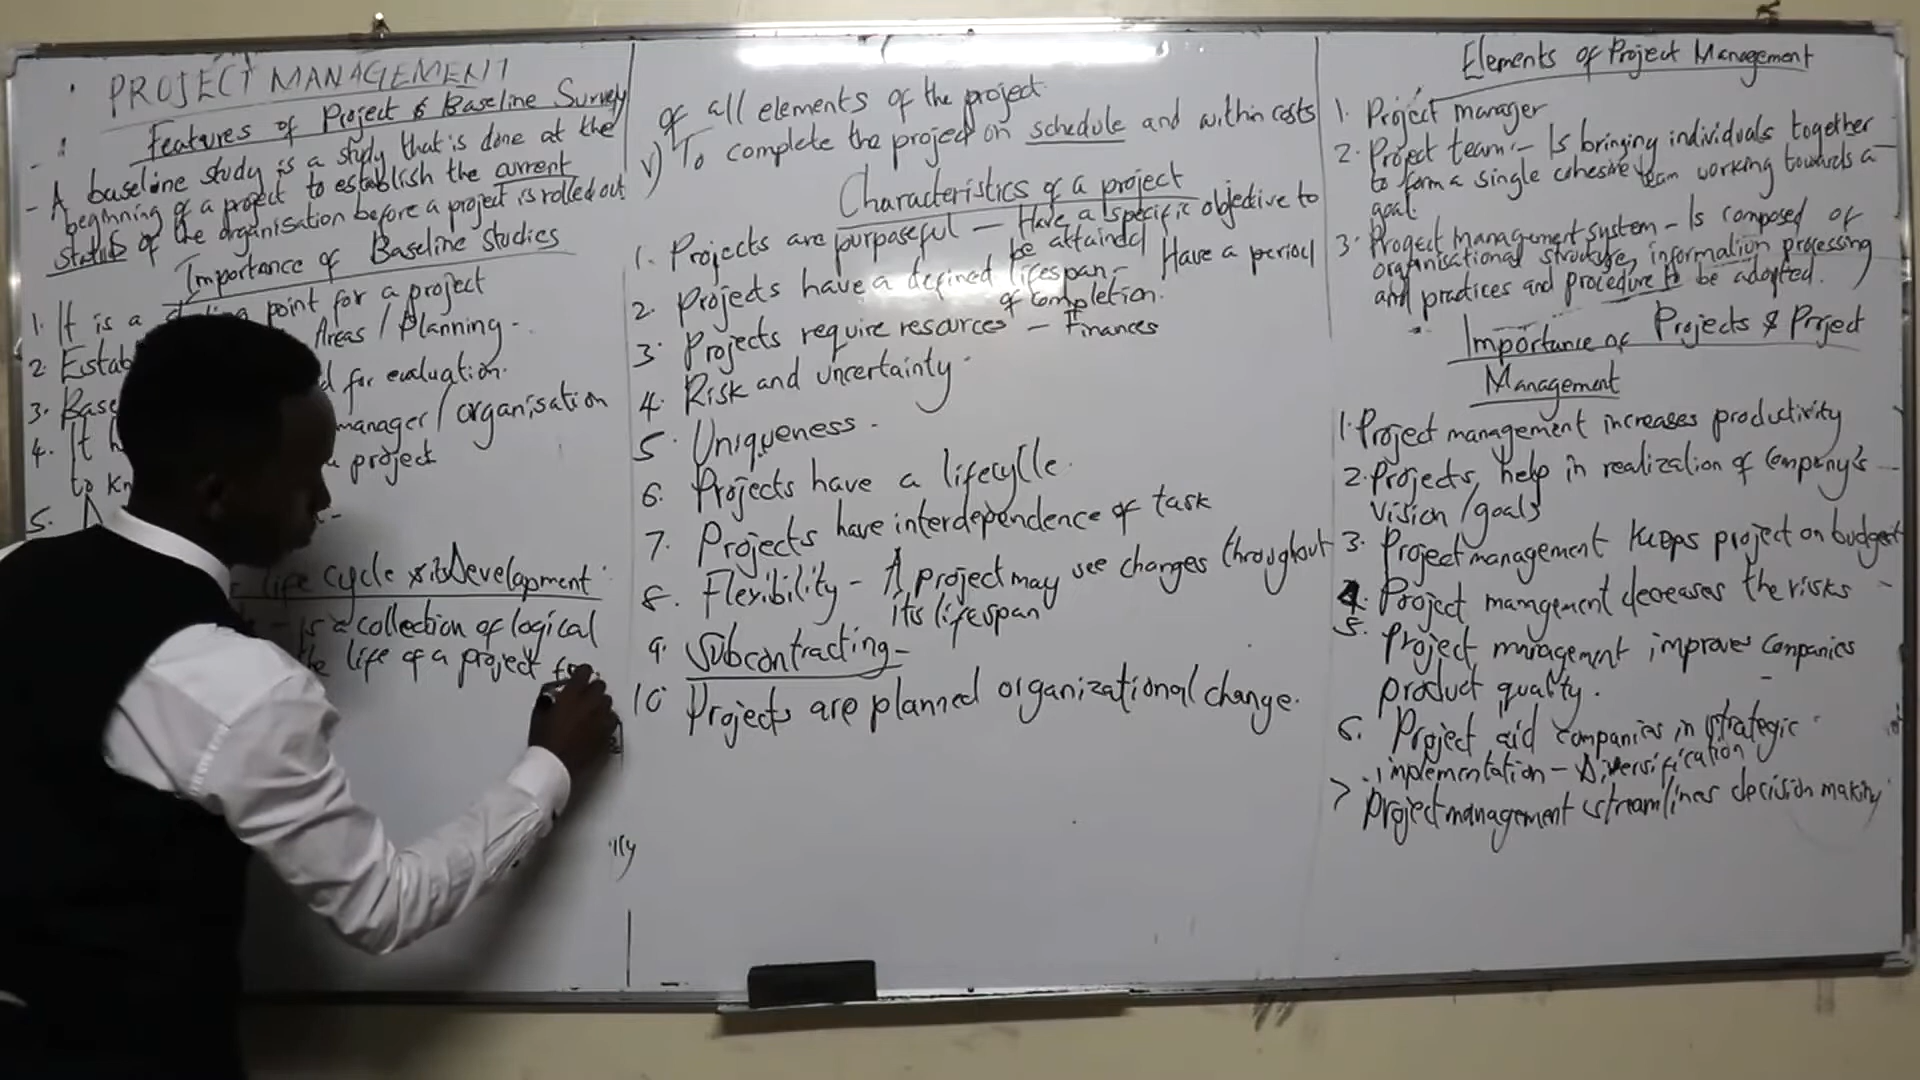 PROJECT MANAGEMENT
Features of Project & Baseline Survey
- A baseline study is a study that is done at the
beginning of a project to establish the current
status of the organisation before a project is rolled out
Importance of Baseline Studies
1. It is a point for a project
2. Areas / Planning -
3. for evaluation.
4. It manager / organisation
to project
5.
life cycle & its Development
- Is a collection of logical
life of a project
of all elements of the project
v) To complete the project on schedule and within costs
Characteristics of a project
1. Projects are purposeful - Have a specific objective to
be attained
2. Projects have a defined lifespan - Have a period
of completion.
3. Projects require resources - Finances
4. Risk and uncertainty.
5. Uniqueness -
6. Projects have a lifecylle.
7. Projects have interdependence of task
8. Flexibility - A project may see changes throughout
its lifespan
9. Subcontracting -
10 Projects are planned organizational change.
Elements of Project Management
1. Project manager
2. Project team - Is bringing individuals together
to form a single cohesive team working towards a
goal
3. Project Management system - Is composed of
organisational structure, information processing
and practices and procedure to be adopted.
Importance of Projects & Project
Management
1. Project management increases productivity
2. Projects, help in realization of Company's
vision / goals
3. Project management keeps project on budget
4. Project management decreases the risks
5. Project management improves companies
product quality.
6. Project aid companies in strategic
implementation - Diversification
7 project management streamlines decision making